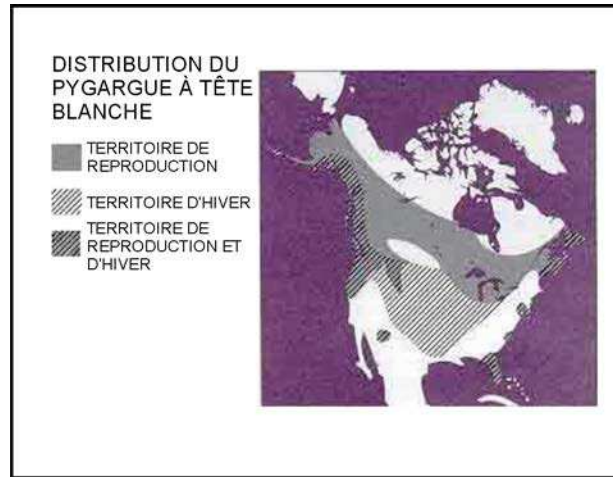 DISTRIBUTION DU
PYGARGUE À TÊTE
BLANCHE
TERRITOIRE DE
REPRODUCTION
TERRITOIRE D'HIVER
TERRITOIRE DE
REPRODUCTION ET
D'HIVER